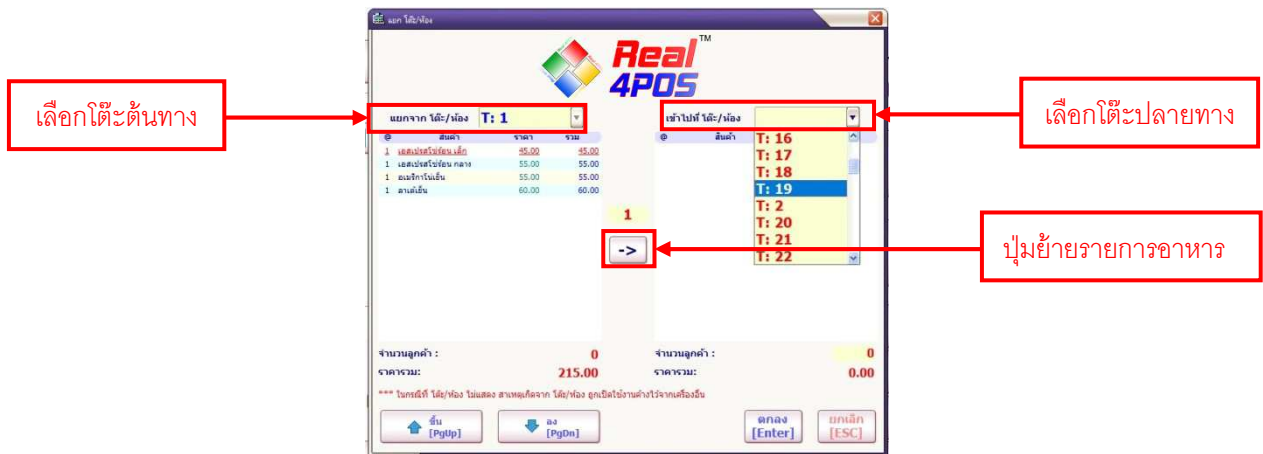 แยก โต๊ะ/ห้อง
Real™
4POS
เลือกโต๊ะต้นทาง
แยกจาก โต๊ะ/ห้อง T: 1
เข้าไปที่ โต๊ะ/ห้อง
เลือกโต๊ะปลายทาง
@ สินค้า ราคา รวม
1 เอสเปรสโซ่ร้อน เล็ก 45.00 45.00
1 เอสเปรสโซ่ร้อน กลาง 55.00 55.00
1 อเมริกาโน่เย็น 55.00 55.00
1 ลาเต้เย็น 60.00 60.00
@ สินค้า
T: 16
T: 17
T: 18
T: 19
T: 2
T: 20
T: 21
T: 22
1
->
ปุ่มย้ายรายการอาหาร
จำนวนลูกค้า : 0
ราคารวม: 215.00
จำนวนลูกค้า : 0
ราคารวม: 0.00
*** ในกรณีที่ โต๊ะ/ห้อง ไม่แสดง สาเหตุเกิดจาก โต๊ะ/ห้อง ถูกเปิดใช้งานค้างไว้จากเครื่องอื่น
ขึ้น
[PgUp]
ลง
[PgDn]
ตกลง
[Enter]
ยกเลิก
[ESC]